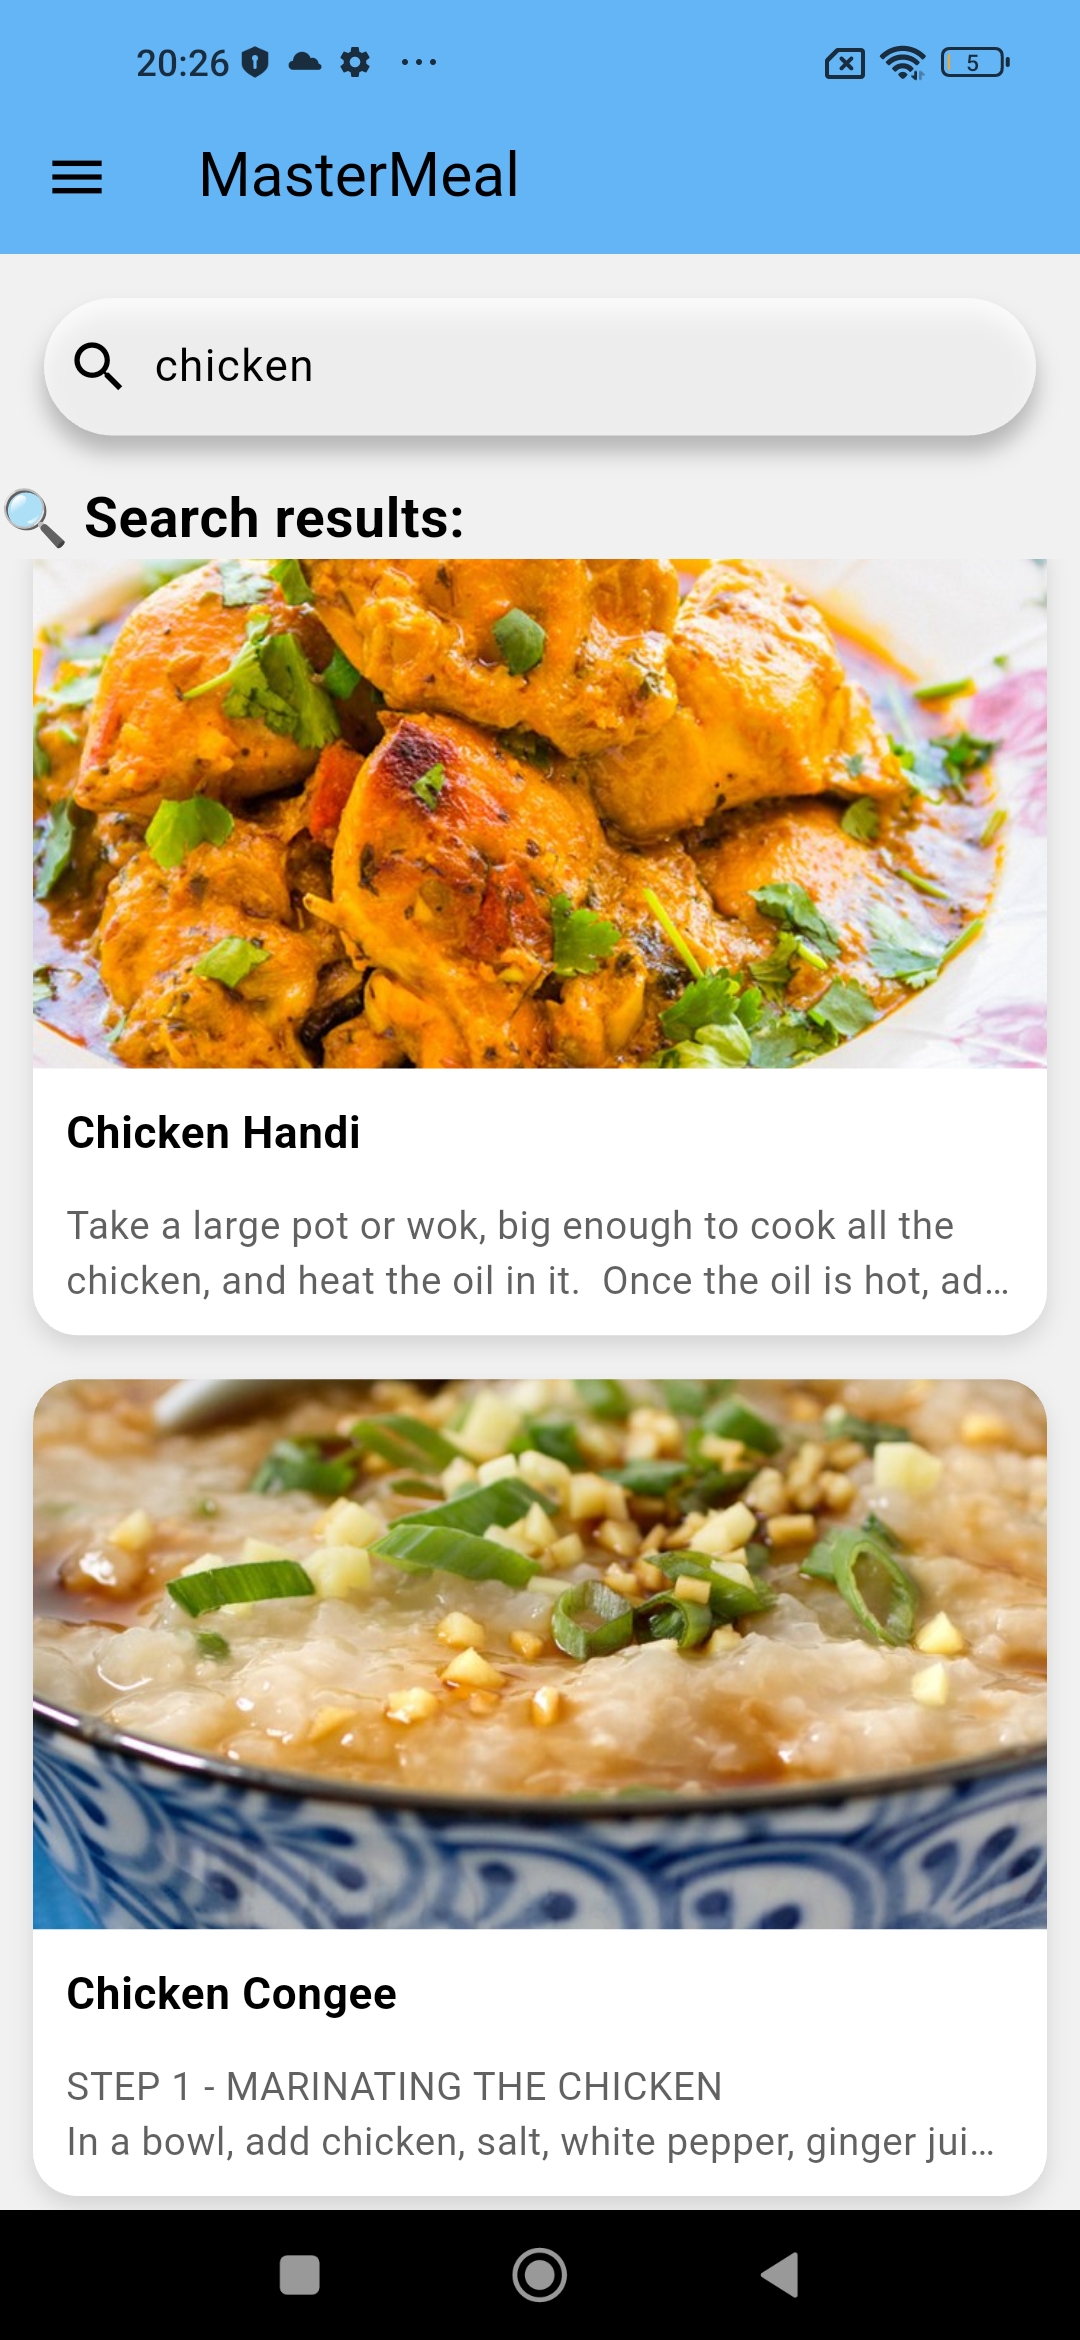 20:26
5
MasterMeal
chicken
🔍 Search results:
Chicken Handi
Take a large pot or wok, big enough to cook all the
chicken, and heat the oil in it.  Once the oil is hot, ad…
Chicken Congee
STEP 1 - MARINATING THE CHICKEN
In a bowl, add chicken, salt, white pepper, ginger jui…